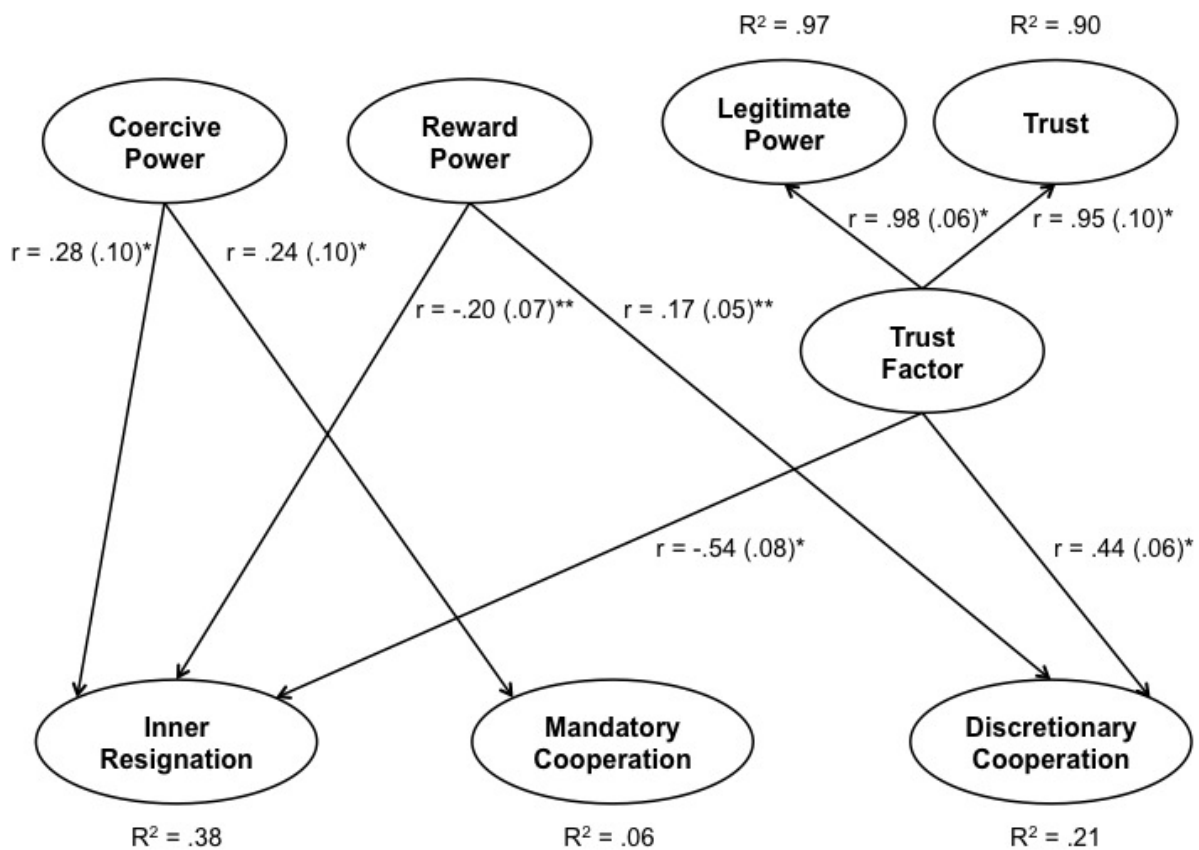 R² = .97
R² = .90
Coercive
Power
Reward
Power
Legitimate
Power
Trust
r = .28 (.10)*
r = .24 (.10)*
r = -.20 (.07)**
r = .17 (.05)**
r = .98 (.06)*
r = .95 (.10)*
Trust
Factor
r = -.54 (.08)*
r = .44 (.06)*
Inner
Resignation
Mandatory
Cooperation
Discretionary
Cooperation
R² = .38
R² = .06
R² = .21